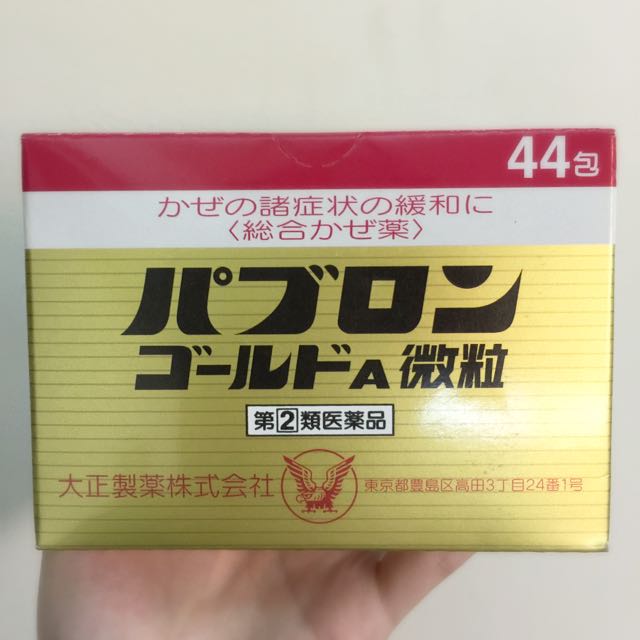 44包
かぜの諸症状の緩和に
〈総合かぜ薬〉
パブロン
ゴールドA微粒
第②類医薬品
大正製薬株式会社
東京都豊島区高田3丁目24番1号